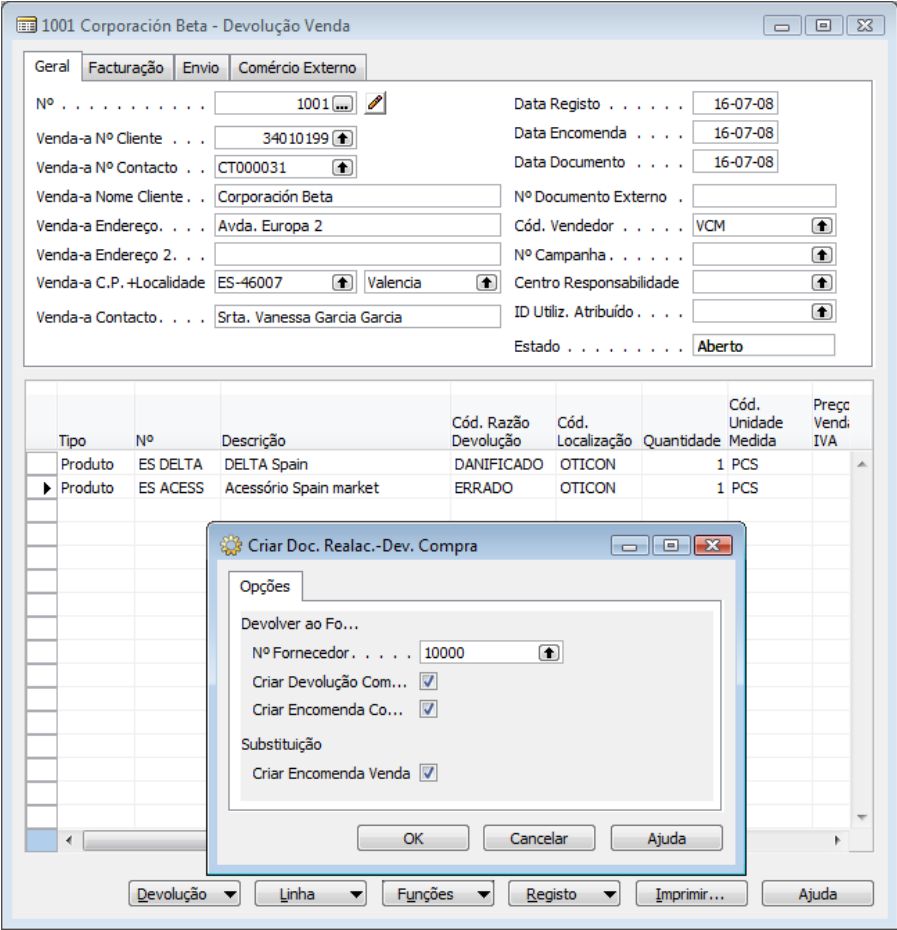 1001 Corporación Beta - Devolução Venda
Geral Facturação Envio Comércio Externo
Nº . . . . . . . . . . . 1001 ...
Venda-a Nº Cliente . . . 34010199
Venda-a Nº Contacto . . CT000031
Venda-a Nome Cliente . . Corporación Beta
Venda-a Endereço. . . . Avda. Europa 2
Venda-a Endereço 2. . .
Venda-a C.P.+Localidade ES-46007 Valencia
Venda-a Contacto. . . . Srta. Vanessa Garcia Garcia
Data Registo . . . . . . 16-07-08
Data Encomenda . . . . 16-07-08
Data Documento . . . . 16-07-08
Nº Documento Externo .
Cód. Vendedor . . . . . VCM
Nº Campanha . . . . . .
Centro Responsabilidade
ID Utiliz. Atribuído . . . .
Estado . . . . . . . . . Aberto
Tipo Nº Descrição Cód. Razão Devolução Cód. Localização Quantidade Cód. Unidade Medida Preço Venda IVA
Produto ES DELTA DELTA Spain DANIFICADO OTICON 1 PCS
Produto ES ACESS Acessório Spain market ERRADO OTICON 1 PCS
Criar Doc. Realac.-Dev. Compra
Opções
Devolver ao Fo...
Nº Fornecedor. . . . . 10000
Criar Devolução Com...
Criar Encomenda Co...
Substituição
Criar Encomenda Venda
OK Cancelar Ajuda
Devolução Linha Funções Registo Imprimir... Ajuda